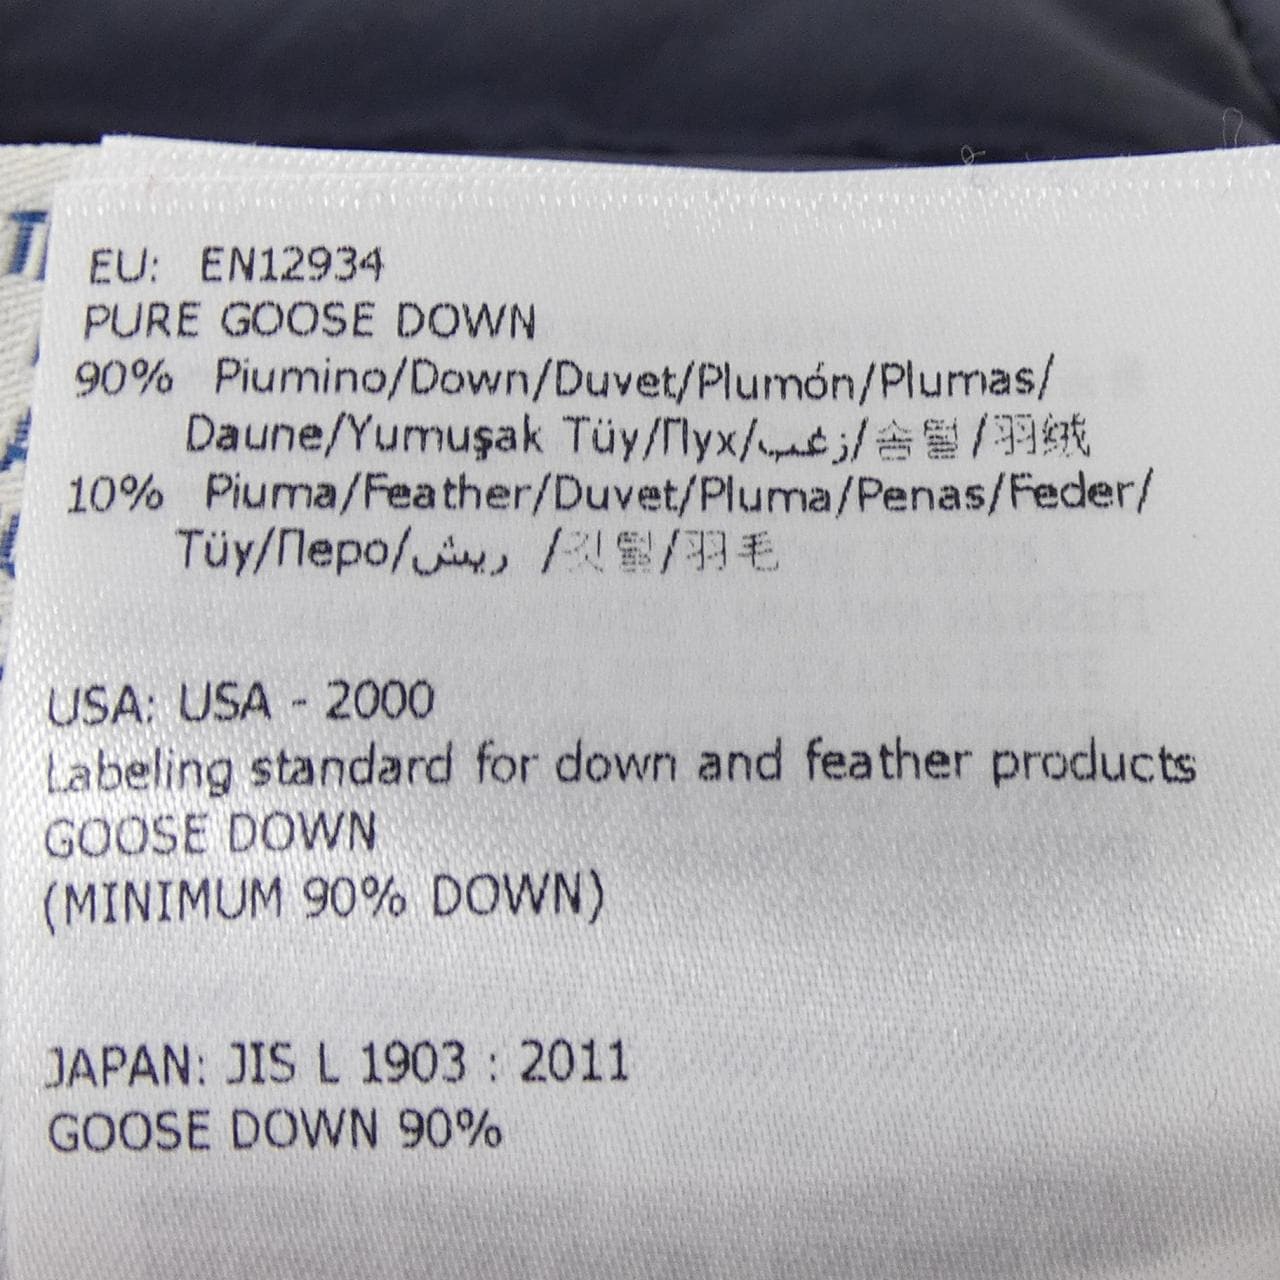 EU: EN12934
PURE GOOSE DOWN
90% Piumino/Down/Duvet/Plumón/Plumas/
Daune/Yumuşak Tüy/Пух/زغب/솜털/羽绒
10% Piuma/Feather/Duvet/Pluma/Penas/Feder/
Tüy/Перо/ريش /깃털/羽毛
USA: USA - 2000
Labeling standard for down and feather products
GOOSE DOWN
(MINIMUM 90% DOWN)
JAPAN: JIS L 1903 : 2011
GOOSE DOWN 90%